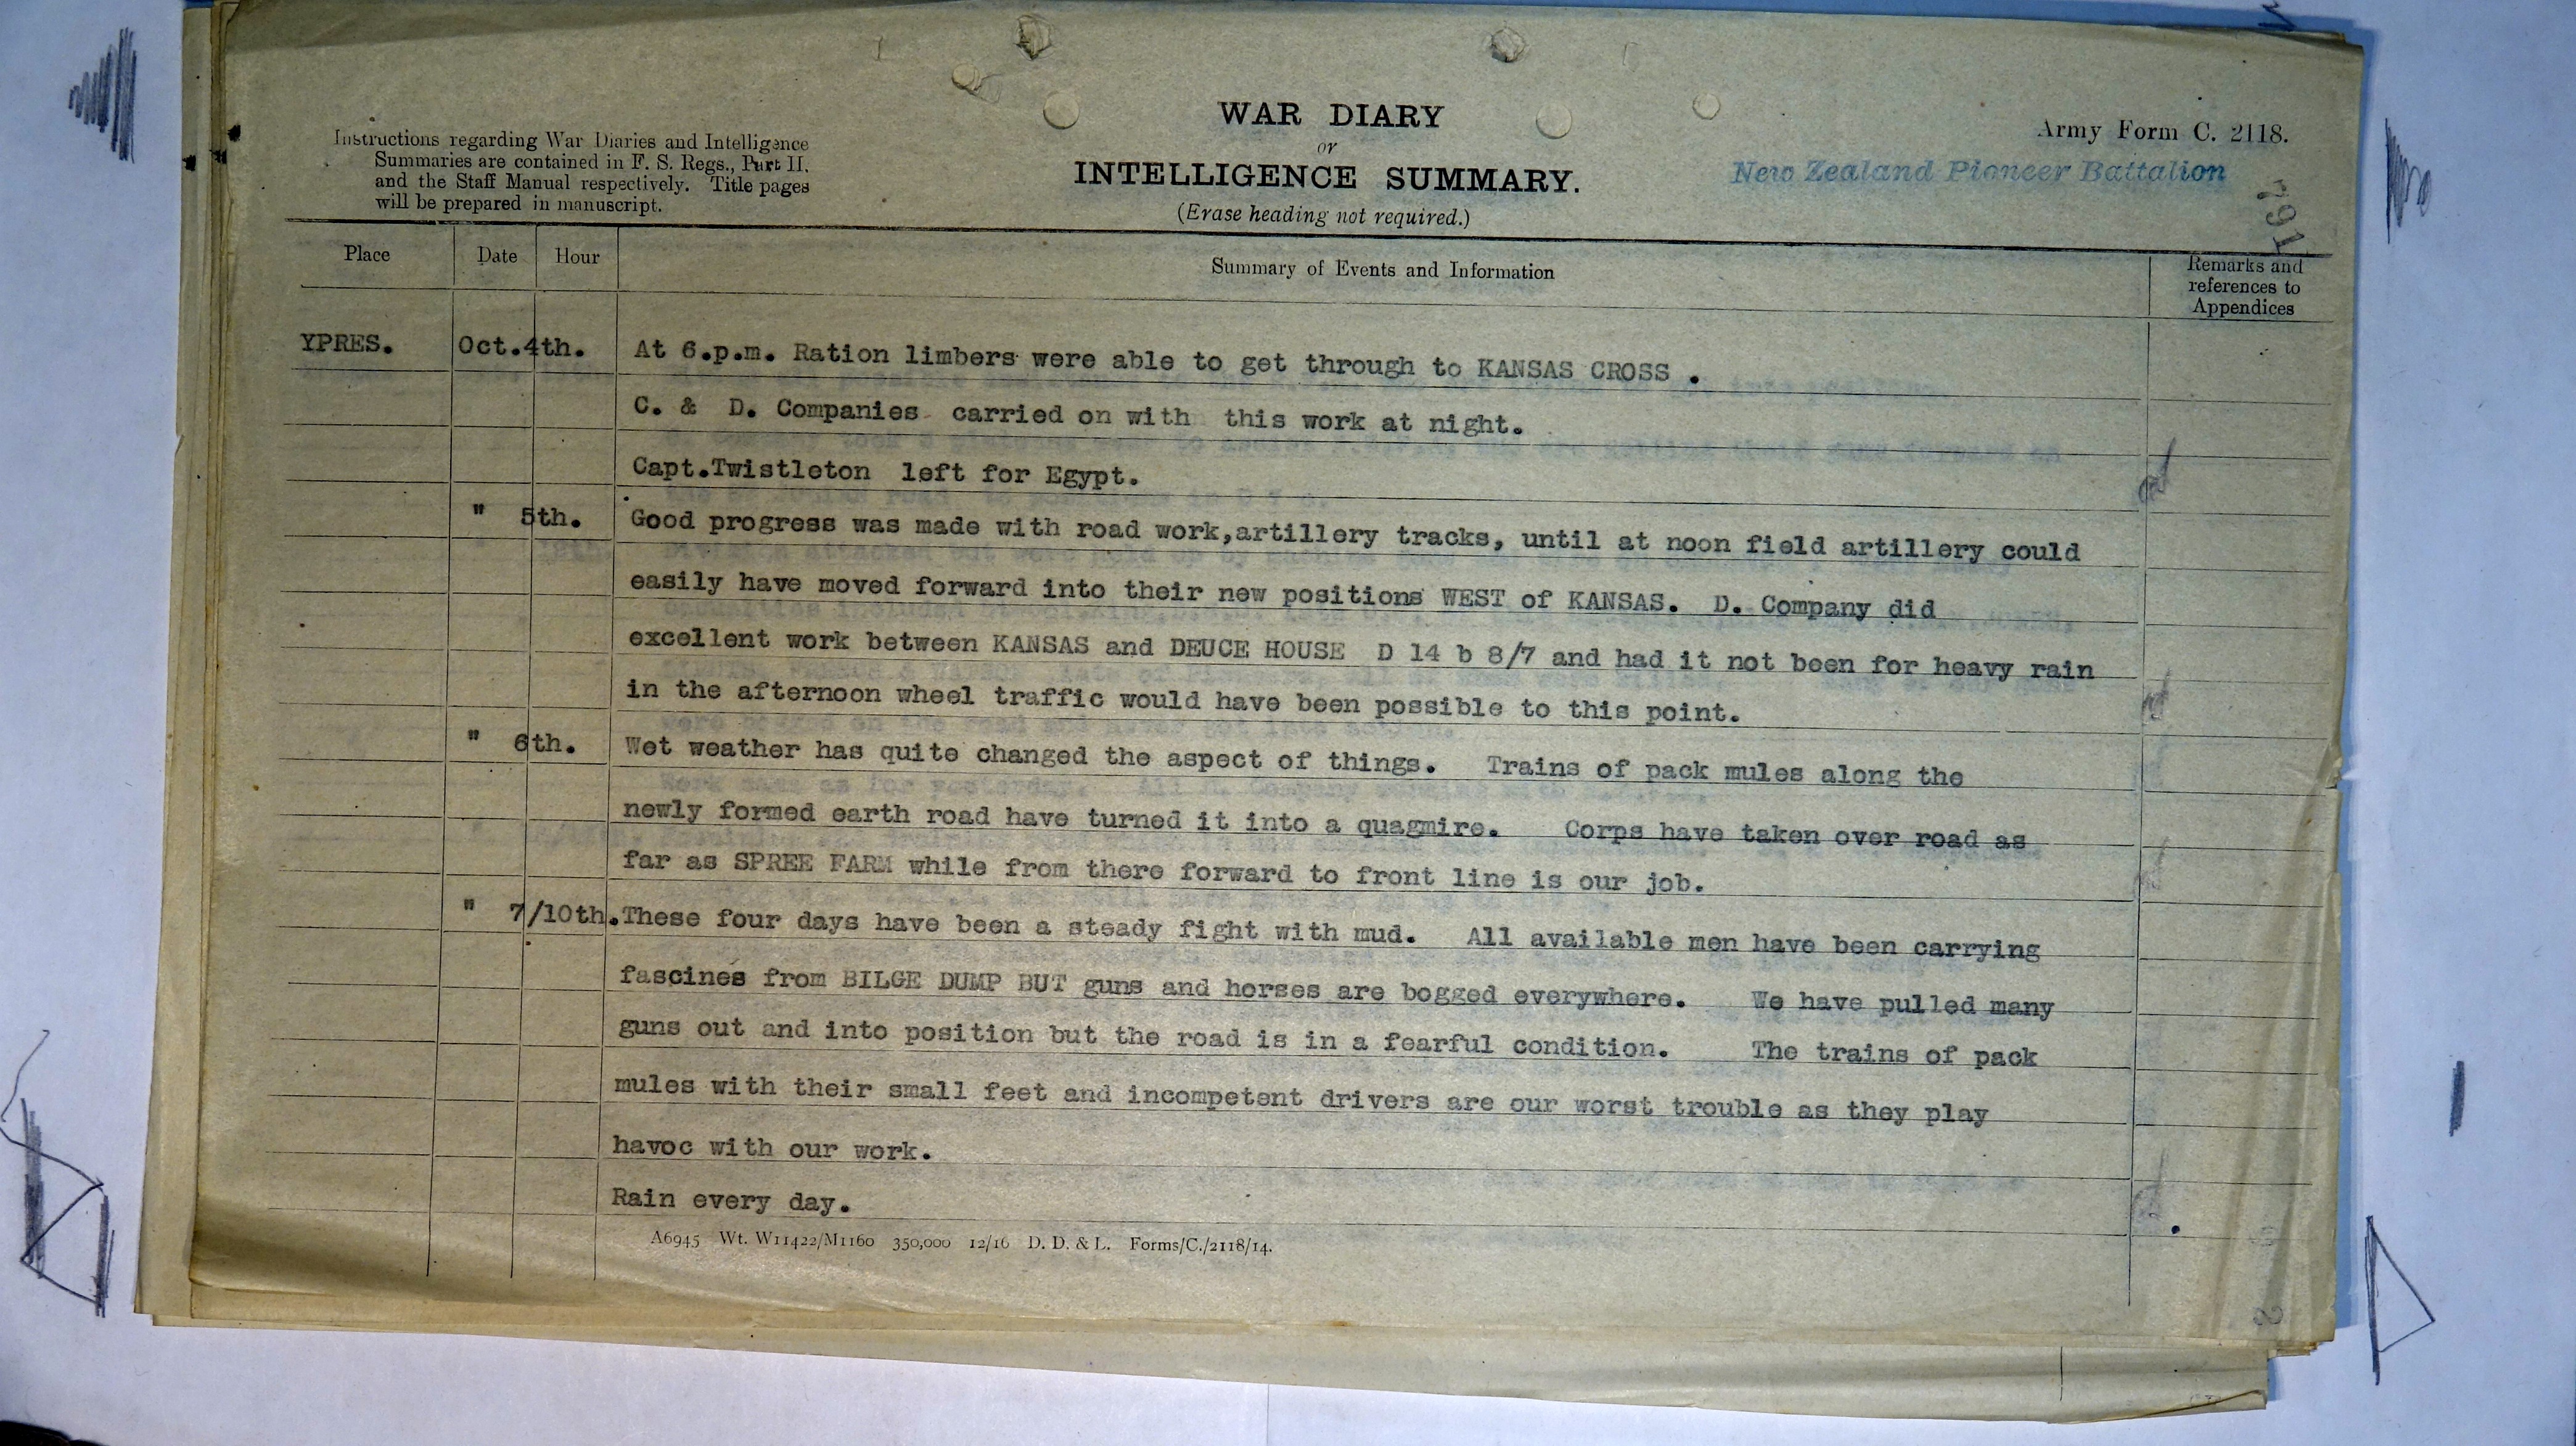 Instructions regarding War Diaries and Intelligence
Summaries are contained in F. S. Regs., Part II.
and the Staff Manual respectively. Title pages
will be prepared in manuscript.
WAR DIARY
or
INTELLIGENCE SUMMARY.
(Erase heading not required.)
Army Form C. 2118.
New Zealand Pioneer Battalion
Place Date Hour Summary of Events and Information Remarks and
references to
Appendices
YPRES. Oct.4th. At 6.p.m. Ration limbers were able to get through to KANSAS CROSS .
C. & D. Companies carried on with this work at night.
Capt.Twistleton left for Egypt.
" 5th. Good progress was made with road work,artillery tracks, until at noon field artillery could
easily have moved forward into their new positions WEST of KANSAS. D. Company did
excellent work between KANSAS and DEUCE HOUSE D 14 b 8/7 and had it not been for heavy rain
in the afternoon wheel traffic would have been possible to this point.
" 6th. Wet weather has quite changed the aspect of things. Trains of pack mules along the
newly formed earth road have turned it into a quagmire. Corps have taken over road as
far as SPREE FARM while from there forward to front line is our job.
" 7/10th. These four days have been a steady fight with mud. All available men have been carrying
fascines from BILGE DUMP BUT guns and horses are bogged everywhere. We have pulled many
guns out and into position but the road is in a fearful condition. The trains of pack
mules with their small feet and incompetent drivers are our worst trouble as they play
havoc with our work.
Rain every day.
A6945 Wt. W11422/M1160 350,000 12/16 D. D. & L. Forms/C./2118/14.